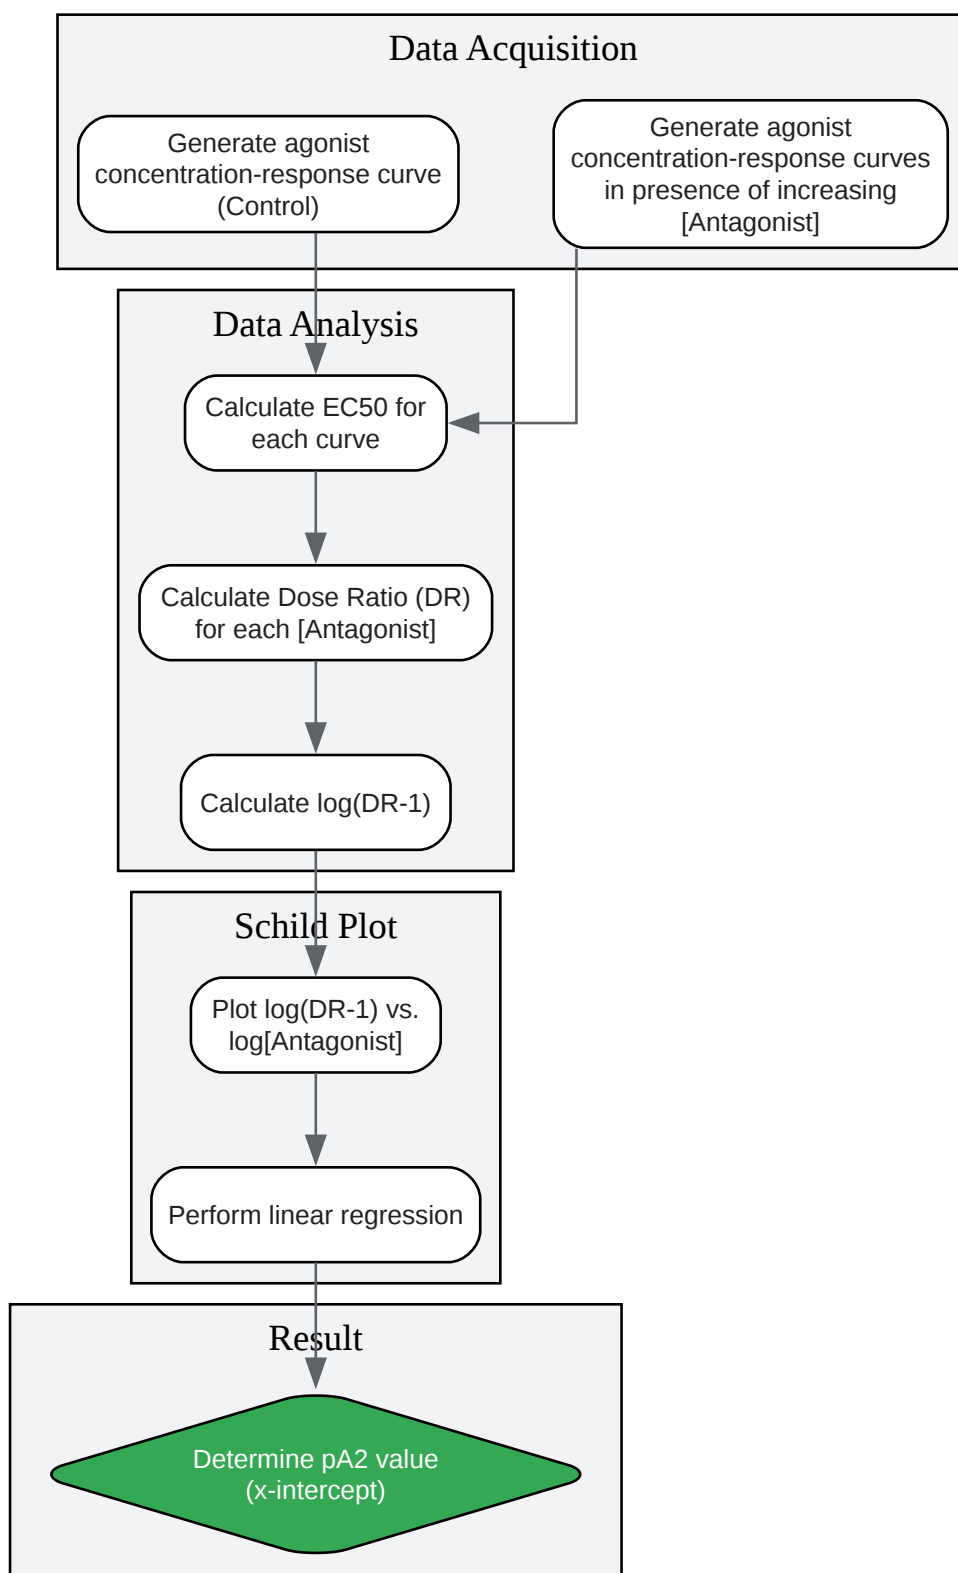 Data Acquisition
Generate agonist
concentration-response curve
(Control)
Generate agonist
concentration-response curves
in presence of increasing
[Antagonist]
Data Analysis
Calculate EC50 for
each curve
Calculate Dose Ratio (DR)
for each [Antagonist]
Calculate log(DR-1)
Schild Plot
Plot log(DR-1) vs.
log[Antagonist]
Perform linear regression
Result
Determine pA2 value
(x-intercept)